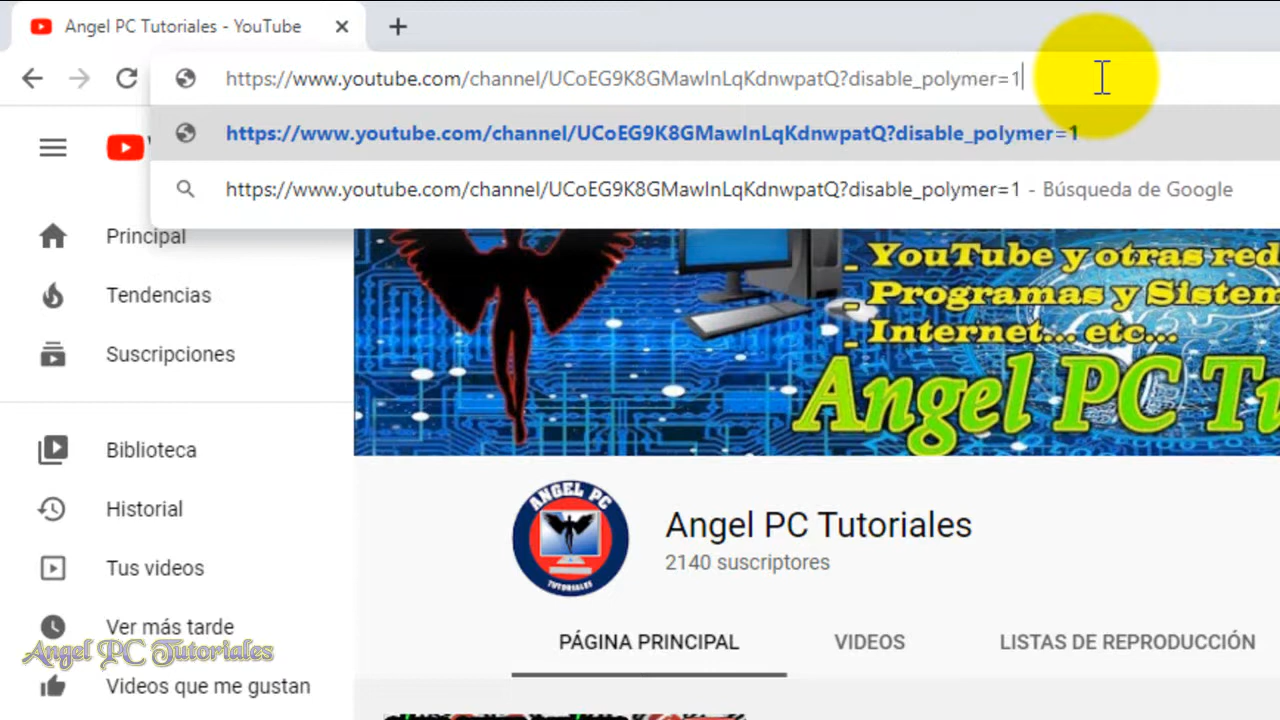 Angel PC Tutoriales - YouTube
https://www.youtube.com/channel/UCoEG9K8GMawInLqKdnwpatQ?disable_polymer=1
https://www.youtube.com/channel/UCoEG9K8GMawInLqKdnwpatQ?disable_polymer=1
https://www.youtube.com/channel/UCoEG9K8GMawInLqKdnwpatQ?disable_polymer=1 - Búsqueda de Google
Principal
Tendencias
Suscripciones
Biblioteca
Historial
Tus videos
Ver más tarde
Videos que me gustan
Angel PC Tutoriales
- YouTube y otras red
- Programas y Sistem
- Internet... etc...
Angel PC Tu
ANGEL PC
TUTORIALES
Angel PC Tutoriales
2140 suscriptores
PÁGINA PRINCIPAL
VIDEOS
LISTAS DE REPRODUCCIÓN